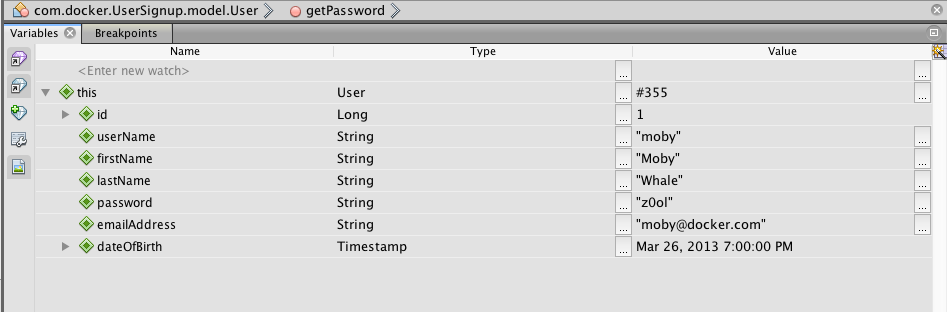 com.docker.UserSignup.model.User getPassword
Variables Breakpoints
Name Type Value
<Enter new watch> ... ...
this User ... #355 ...
id Long ... 1
userName String ... "moby" ...
firstName String ... "Moby" ...
lastName String ... "Whale" ...
password String ... "z0ol" ...
emailAddress String ... "moby@docker.com" ...
dateOfBirth Timestamp ... Mar 26, 2013 7:00:00 PM